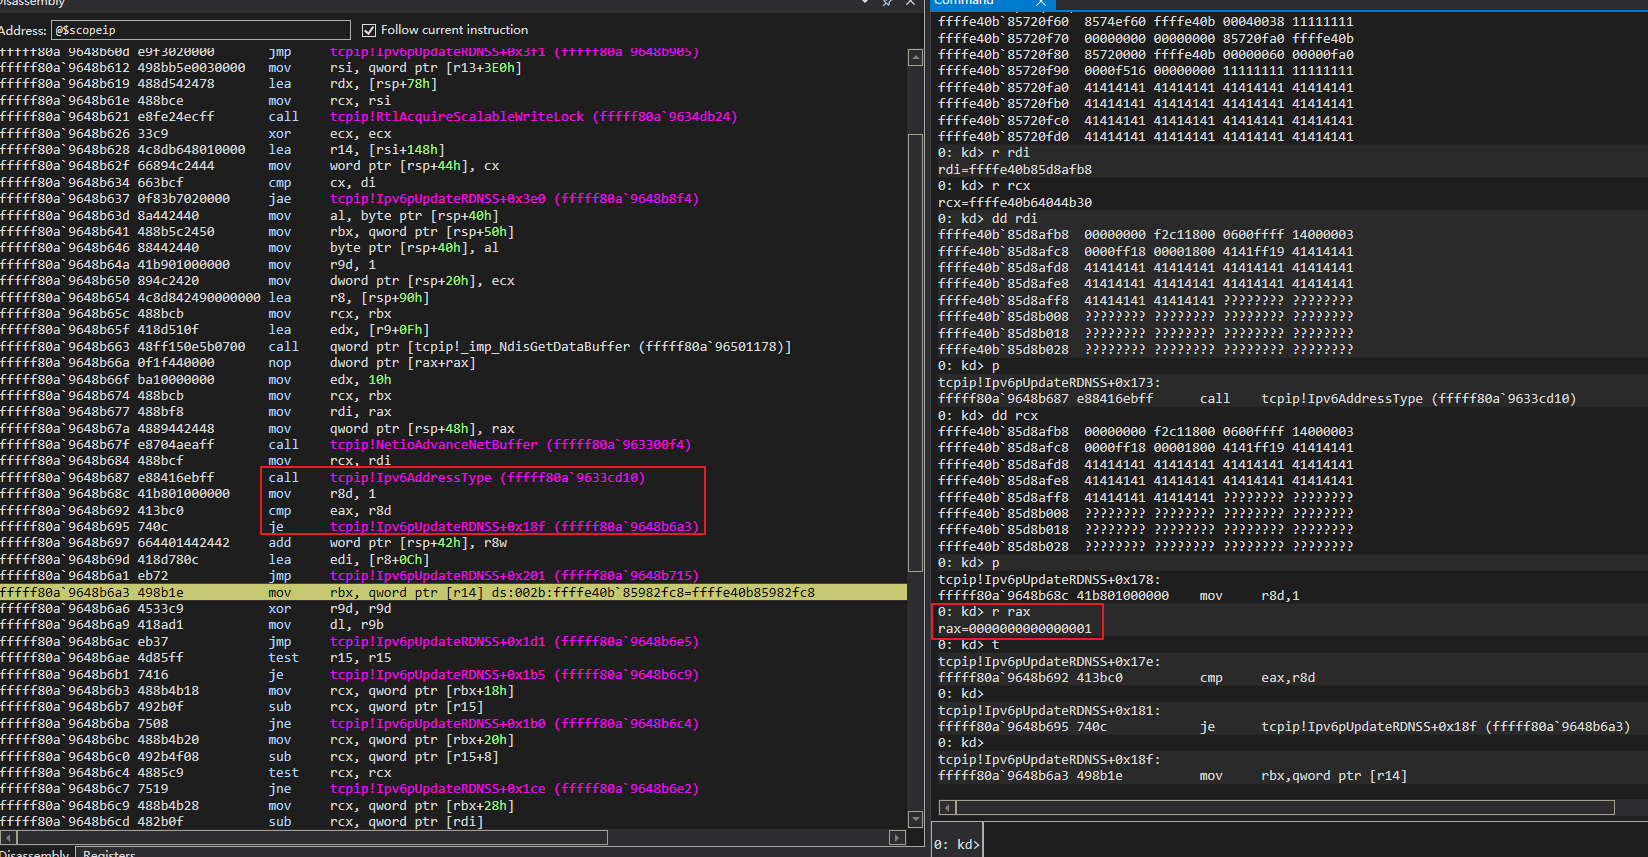 Disassembly
Address: @$scopeip Follow current instruction
fffff80a`9648b60d e9f3020000 jmp tcpip!Ipv6pUpdateRDNSS+0x3f1 (fffff80a`9648b905)
fffff80a`9648b612 498bb5e0030000 mov rsi, qword ptr [r13+3E0h]
fffff80a`9648b619 488d542478 lea rdx, [rsp+78h]
fffff80a`9648b61e 488bce mov rcx, rsi
fffff80a`9648b621 e8fe24ecff call tcpip!RtlAcquireScalableWriteLock (fffff80a`9634db24)
fffff80a`9648b626 33c9 xor ecx, ecx
fffff80a`9648b628 4c8db648010000 lea r14, [rsi+148h]
fffff80a`9648b62f 66894c2444 mov word ptr [rsp+44h], cx
fffff80a`9648b634 663bcf cmp cx, di
fffff80a`9648b637 0f83b7020000 jae tcpip!Ipv6pUpdateRDNSS+0x3e0 (fffff80a`9648b8f4)
fffff80a`9648b63d 8a442440 mov al, byte ptr [rsp+40h]
fffff80a`9648b641 488b5c2450 mov rbx, qword ptr [rsp+50h]
fffff80a`9648b646 88442440 mov byte ptr [rsp+40h], al
fffff80a`9648b64a 41b901000000 mov r9d, 1
fffff80a`9648b650 894c2420 mov dword ptr [rsp+20h], ecx
fffff80a`9648b654 4c8d842490000000 lea r8, [rsp+90h]
fffff80a`9648b65c 488bcb mov rcx, rbx
fffff80a`9648b65f 418d510f lea edx, [r9+0Fh]
fffff80a`9648b663 48ff150e5b0700 call qword ptr [tcpip!_imp_NdisGetDataBuffer (fffff80a`96501178)]
fffff80a`9648b66a 0f1f440000 nop dword ptr [rax+rax]
fffff80a`9648b66f ba10000000 mov edx, 10h
fffff80a`9648b674 488bcb mov rcx, rbx
fffff80a`9648b677 488bf8 mov rdi, rax
fffff80a`9648b67a 4889442448 mov qword ptr [rsp+48h], rax
fffff80a`9648b67f e8704aeaff call tcpip!NetioAdvanceNetBuffer (fffff80a`963300f4)
fffff80a`9648b684 488bcf mov rcx, rdi
fffff80a`9648b687 e88416ebff call tcpip!Ipv6AddressType (fffff80a`9633cd10)
fffff80a`9648b68c 41b801000000 mov r8d, 1
fffff80a`9648b692 413bc0 cmp eax, r8d
fffff80a`9648b695 740c je tcpip!Ipv6pUpdateRDNSS+0x18f (fffff80a`9648b6a3)
fffff80a`9648b697 664401442442 add word ptr [rsp+42h], r8w
fffff80a`9648b69d 418d780c lea edi, [r8+0Ch]
fffff80a`9648b6a1 eb72 jmp tcpip!Ipv6pUpdateRDNSS+0x201 (fffff80a`9648b715)
fffff80a`9648b6a3 498b1e mov rbx, qword ptr [r14] ds:002b:ffffe40b`85982fc8=ffffe40b85982fc8
fffff80a`9648b6a6 4533c9 xor r9d, r9d
fffff80a`9648b6a9 418ad1 mov dl, r9b
fffff80a`9648b6ac eb37 jmp tcpip!Ipv6pUpdateRDNSS+0x1d1 (fffff80a`9648b6e5)
fffff80a`9648b6ae 4d85ff test r15, r15
fffff80a`9648b6b1 7416 je tcpip!Ipv6pUpdateRDNSS+0x1b5 (fffff80a`9648b6c9)
fffff80a`9648b6b3 488b4b18 mov rcx, qword ptr [rbx+18h]
fffff80a`9648b6b7 492b0f sub rcx, qword ptr [r15]
fffff80a`9648b6ba 7508 jne tcpip!Ipv6pUpdateRDNSS+0x1b0 (fffff80a`9648b6c4)
fffff80a`9648b6bc 488b4b20 mov rcx, qword ptr [rbx+20h]
fffff80a`9648b6c0 492b4f08 sub rcx, qword ptr [r15+8]
fffff80a`9648b6c4 4885c9 test rcx, rcx
fffff80a`9648b6c7 7519 jne tcpip!Ipv6pUpdateRDNSS+0x1ce (fffff80a`9648b6e2)
fffff80a`9648b6c9 488b4b28 mov rcx, qword ptr [rbx+28h]
fffff80a`9648b6cd 482b0f sub rcx, qword ptr [rdi]
Disassembly Registers
Command
ffffe40b`85720f60 8574ef60 ffffe40b 00040038 11111111
ffffe40b`85720f70 00000000 00000000 85720fa0 ffffe40b
ffffe40b`85720f80 85720000 ffffe40b 00000060 00000fa0
ffffe40b`85720f90 0000f516 00000000 11111111 11111111
ffffe40b`85720fa0 41414141 41414141 41414141 41414141
ffffe40b`85720fb0 41414141 41414141 41414141 41414141
ffffe40b`85720fc0 41414141 41414141 41414141 41414141
ffffe40b`85720fd0 41414141 41414141 41414141 41414141
0: kd> r rdi
rdi=ffffe40b85d8afb8
0: kd> r rcx
rcx=ffffe40b64044b30
0: kd> dd rdi
ffffe40b`85d8afb8 00000000 f2c11800 0600ffff 14000003
ffffe40b`85d8afc8 0000ff18 00001800 4141ff19 41414141
ffffe40b`85d8afd8 41414141 41414141 41414141 41414141
ffffe40b`85d8afe8 41414141 41414141 41414141 41414141
ffffe40b`85d8aff8 41414141 41414141 ???????? ????????
ffffe40b`85d8b008 ???????? ???????? ???????? ????????
ffffe40b`85d8b018 ???????? ???????? ???????? ????????
ffffe40b`85d8b028 ???????? ???????? ???????? ????????
0: kd> p
tcpip!Ipv6pUpdateRDNSS+0x173:
fffff80a`9648b687 e88416ebff call tcpip!Ipv6AddressType (fffff80a`9633cd10)
0: kd> dd rcx
ffffe40b`85d8afb8 00000000 f2c11800 0600ffff 14000003
ffffe40b`85d8afc8 0000ff18 00001800 4141ff19 41414141
ffffe40b`85d8afd8 41414141 41414141 41414141 41414141
ffffe40b`85d8afe8 41414141 41414141 41414141 41414141
ffffe40b`85d8aff8 41414141 41414141 ???????? ????????
ffffe40b`85d8b008 ???????? ???????? ???????? ????????
ffffe40b`85d8b018 ???????? ???????? ???????? ????????
ffffe40b`85d8b028 ???????? ???????? ???????? ????????
0: kd> p
tcpip!Ipv6pUpdateRDNSS+0x178:
fffff80a`9648b68c 41b801000000 mov r8d,1
0: kd> r rax
rax=0000000000000001
0: kd> t
tcpip!Ipv6pUpdateRDNSS+0x17e:
fffff80a`9648b692 413bc0 cmp eax,r8d
0: kd>
tcpip!Ipv6pUpdateRDNSS+0x181:
fffff80a`9648b695 740c je tcpip!Ipv6pUpdateRDNSS+0x18f (fffff80a`9648b6a3)
0: kd>
tcpip!Ipv6pUpdateRDNSS+0x18f:
fffff80a`9648b6a3 498b1e mov rbx,qword ptr [r14]
0: kd>